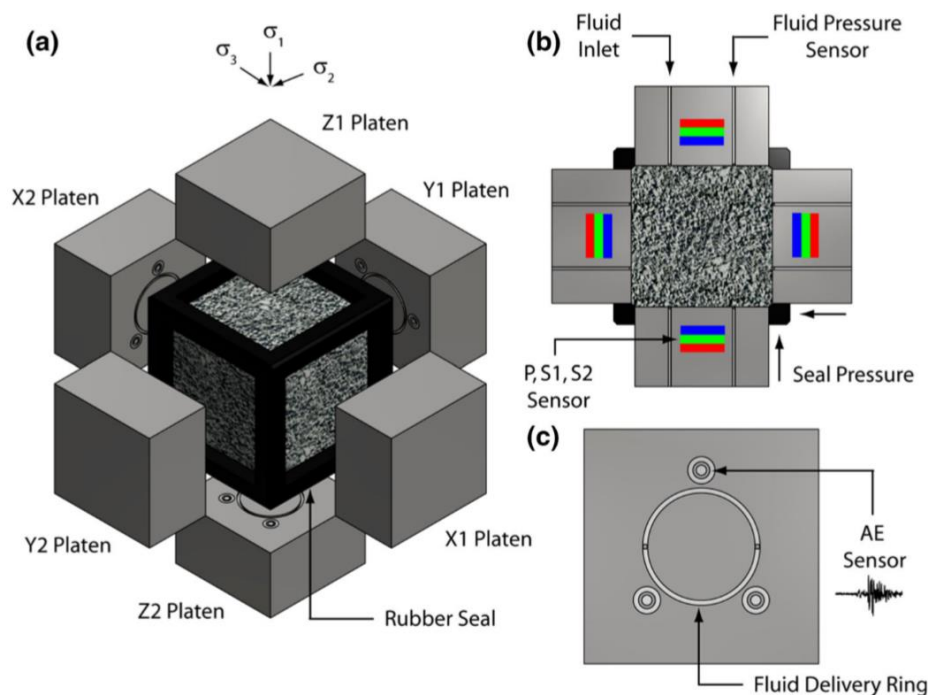 (a)
σ1
σ3
σ2
Z1 Platen
X2 Platen
Y1 Platen
Y2 Platen
X1 Platen
Z2 Platen
Rubber Seal
(b)
Fluid
Inlet
Fluid Pressure
Sensor
P, S1, S2
Sensor
Seal Pressure
(c)
AE
Sensor
Fluid Delivery Ring